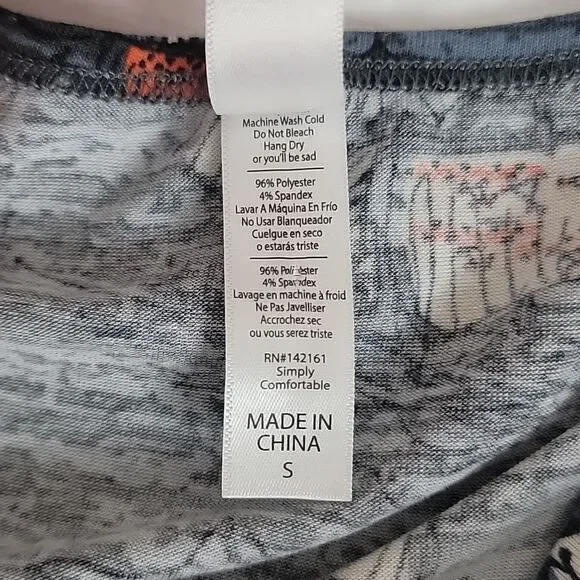 Machine Wash Cold
Do Not Bleach
Hang Dry
or you'll be sad
96% Polyester
4% Spandex
Lavar A Máquina En Frío
No Usar Blanqueador
Cuelgue en seco
o estarás triste
96% Poliéster
4% Spandex
Lavage en machine à froid
Ne Pas Javelliser
Accrochez sec
ou vous serez triste
RN#142161
Simply
Comfortable
MADE IN
CHINA
S